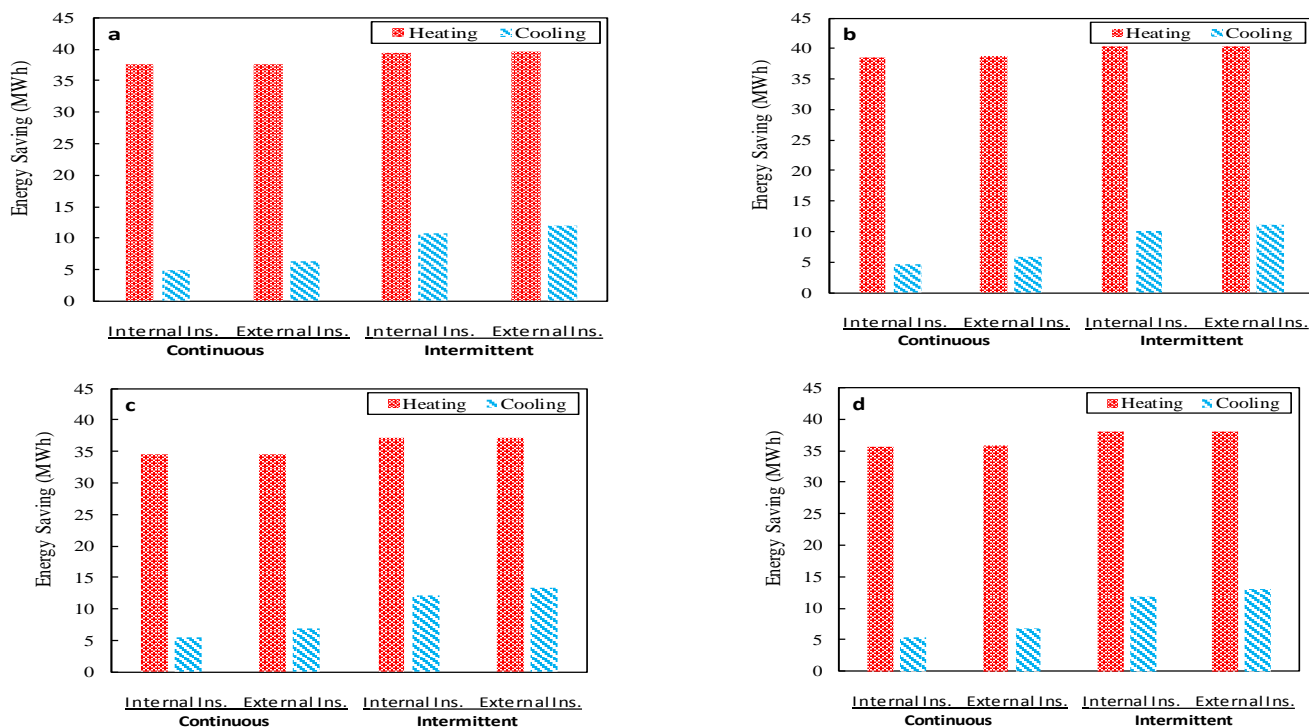 a
Heating Cooling
Energy Saving (MWh)
45
40
35
30
25
20
15
10
5
0
Internal Ins. External Ins. Internal Ins. External Ins.
Continuous Intermittent
b
Heating Cooling
Energy Saving (MWh)
45
40
35
30
25
20
15
10
5
0
Internal Ins. External Ins. Internal Ins. External Ins.
Continuous Intermittent
c
Heating Cooling
Energy Saving (MWh)
45
40
35
30
25
20
15
10
5
0
Internal Ins. External Ins. Internal Ins. External Ins.
Continuous Intermittent
d
Heating Cooling
Energy Saving (MWh)
45
40
35
30
25
20
15
10
5
0
Internal Ins. External Ins. Internal Ins. External Ins.
Continuous Intermittent